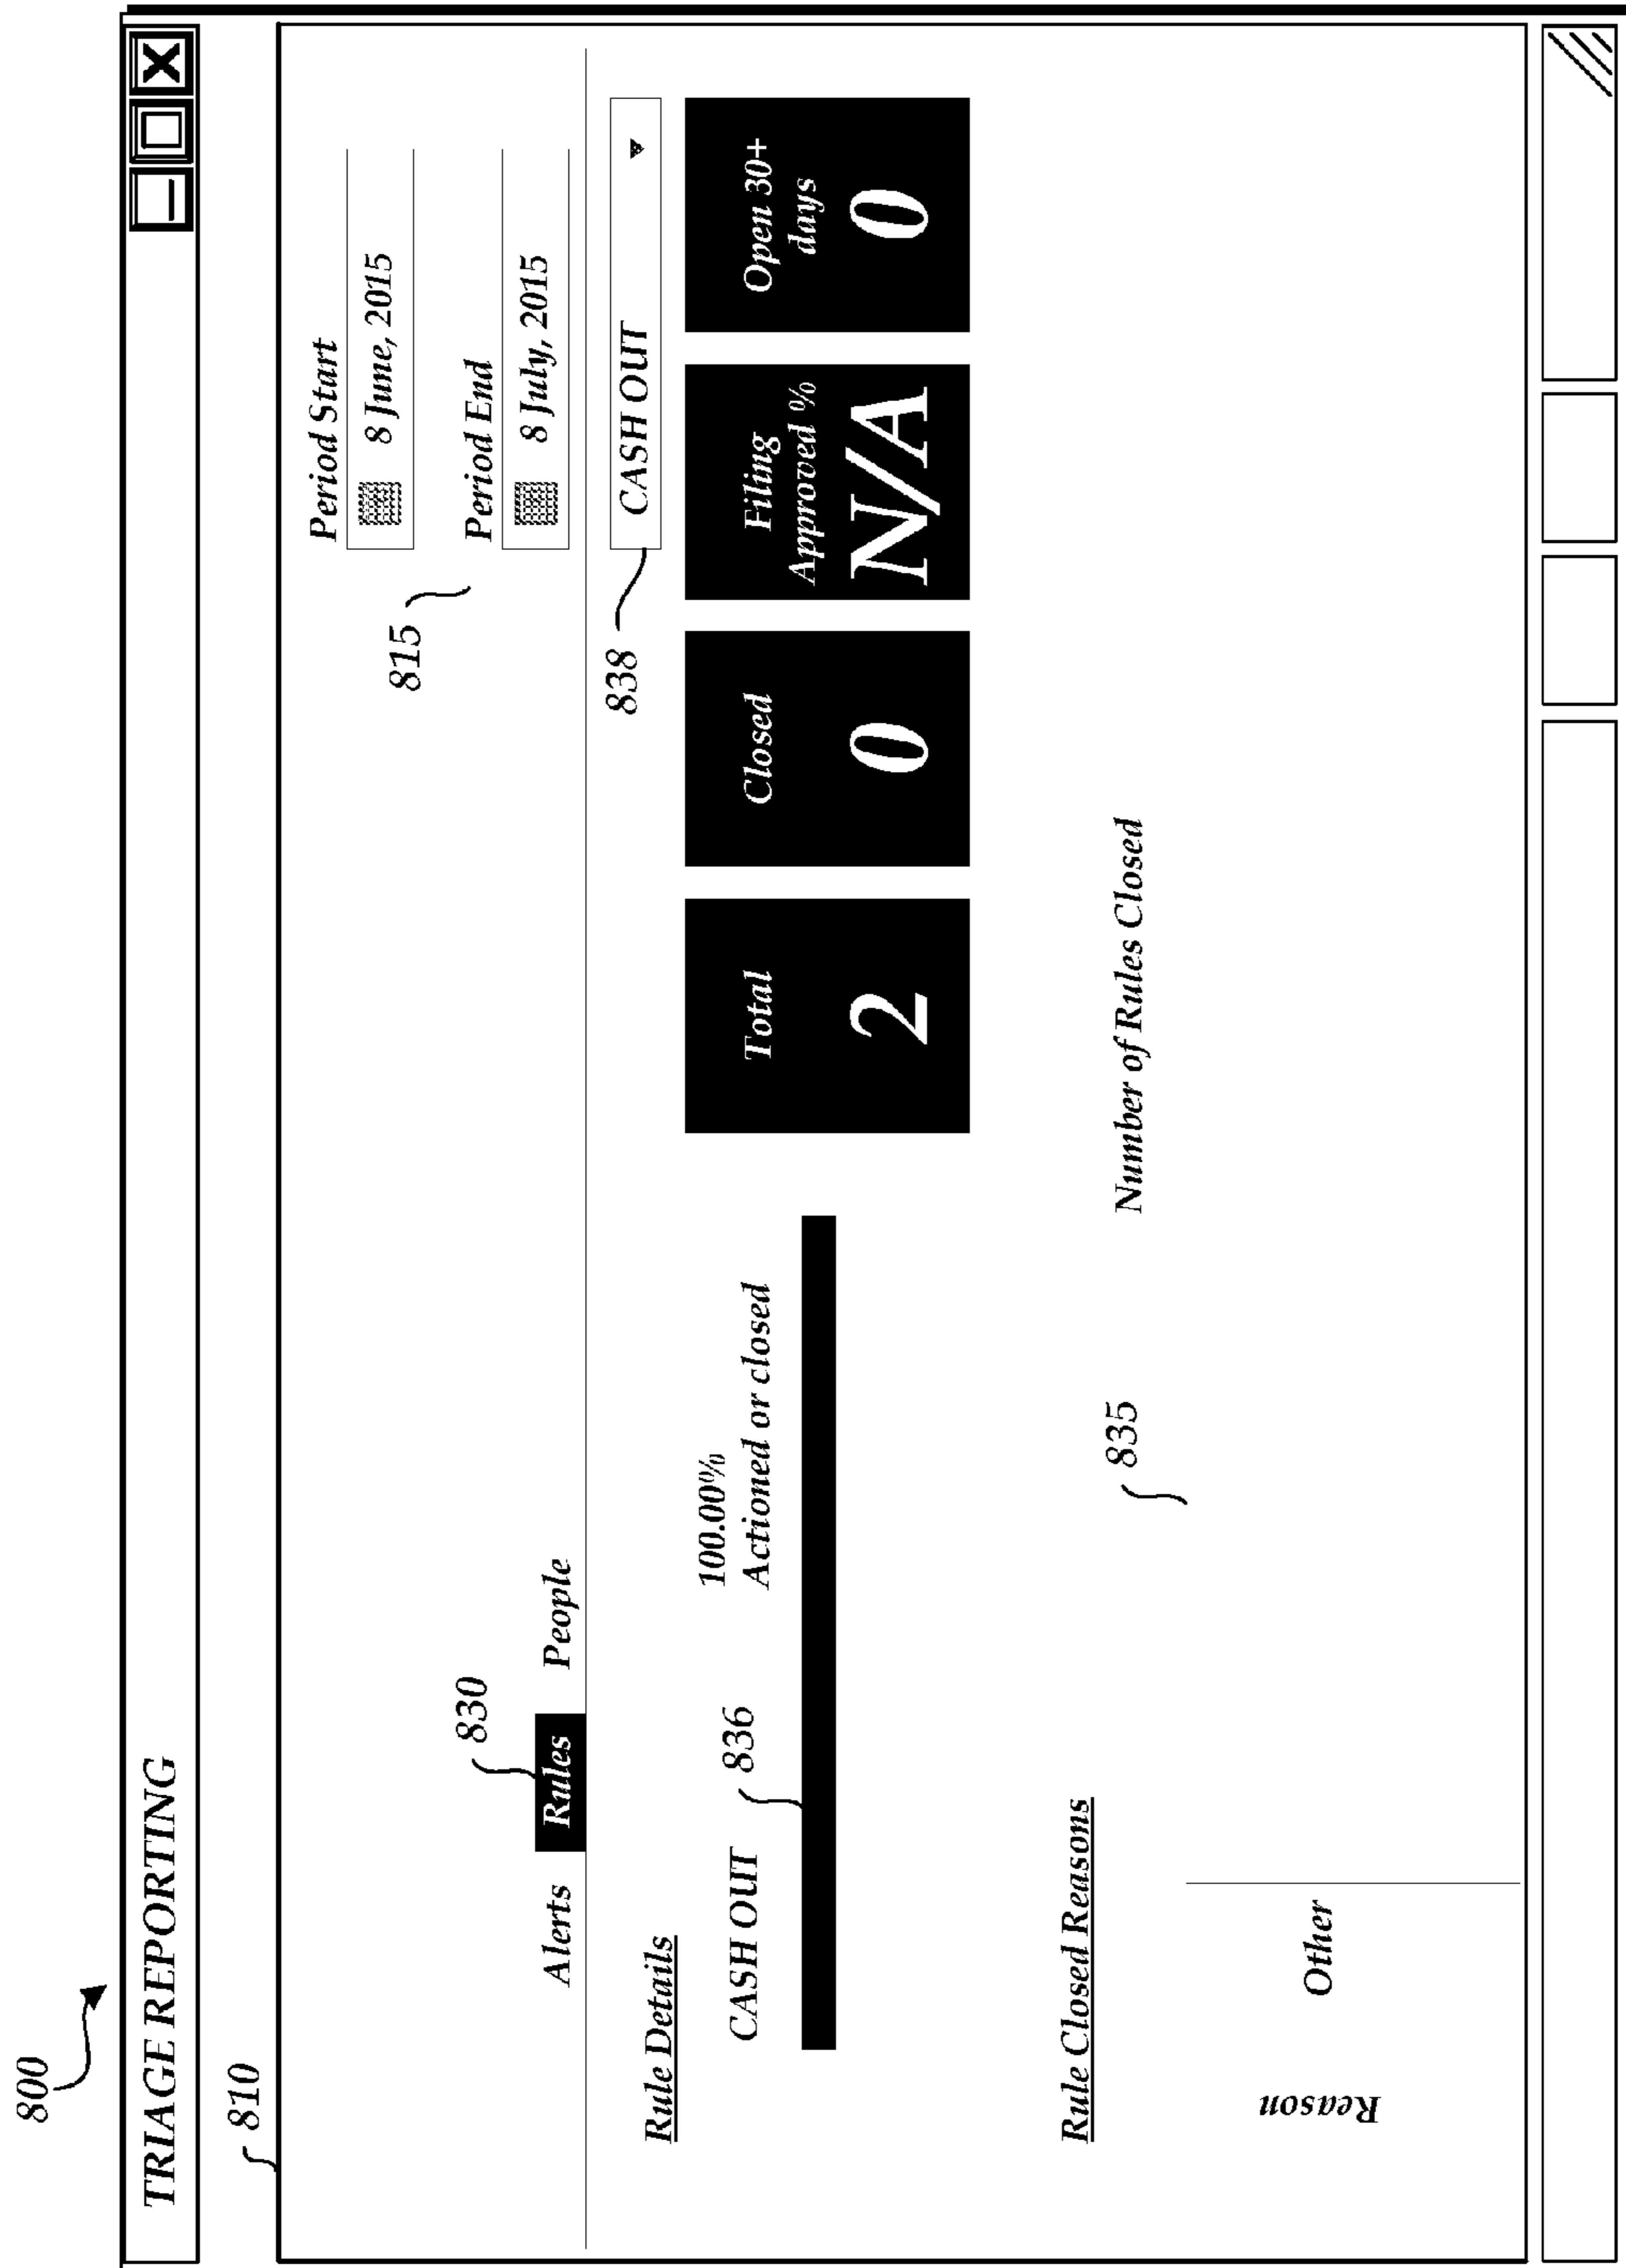 800
TRIAGE REPORTING
810
Period Start
8 June, 2015
815
Period End
8 July, 2015
830
Alerts Rules People
838
CASH OUT
Rule Details
CASH OUT
836
100.00%
Actioned or closed
Total
2
Closed
0
Filing
Approved %
N/A
Open 30+
days
0
Rule Closed Reasons
835
Number of Rules Closed
Reason
Other